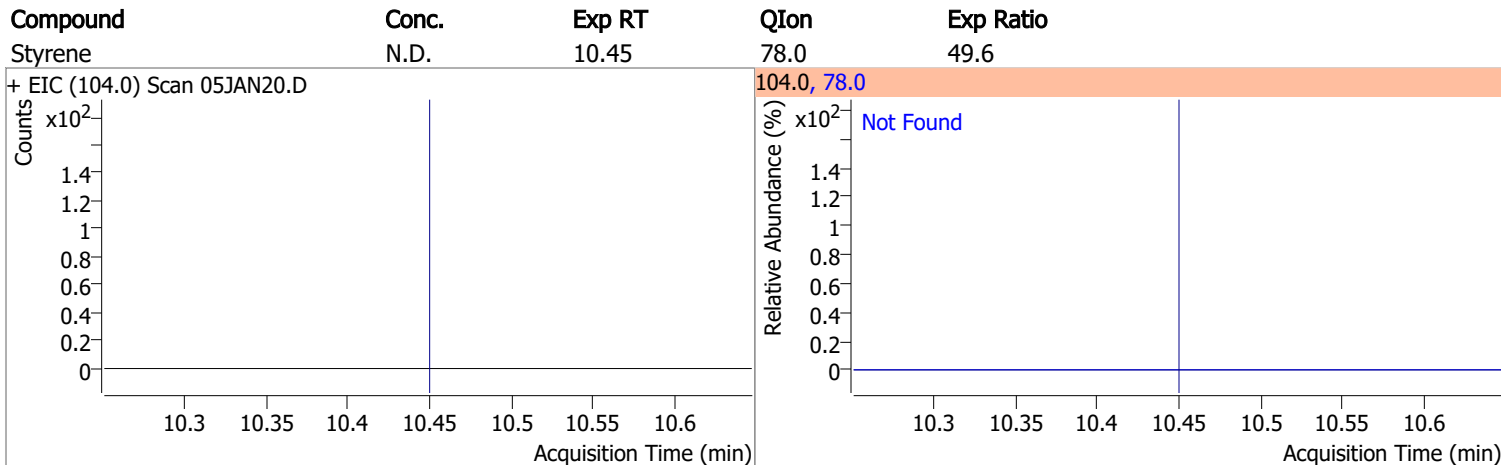 Compound Conc. Exp RT QIon Exp Ratio
Styrene N.D. 10.45 78.0 49.6
+ EIC (104.0) Scan 05JAN20.D
Counts
x10²
1.4
1.2
1
0.8
0.6
0.4
0.2
0
10.3 10.35 10.4 10.45 10.5 10.55 10.6
Acquisition Time (min)
104.0, 78.0
Relative Abundance (%)
x10²
Not Found
1.4
1.2
1
0.8
0.6
0.4
0.2
0
10.3 10.35 10.4 10.45 10.5 10.55 10.6
Acquisition Time (min)